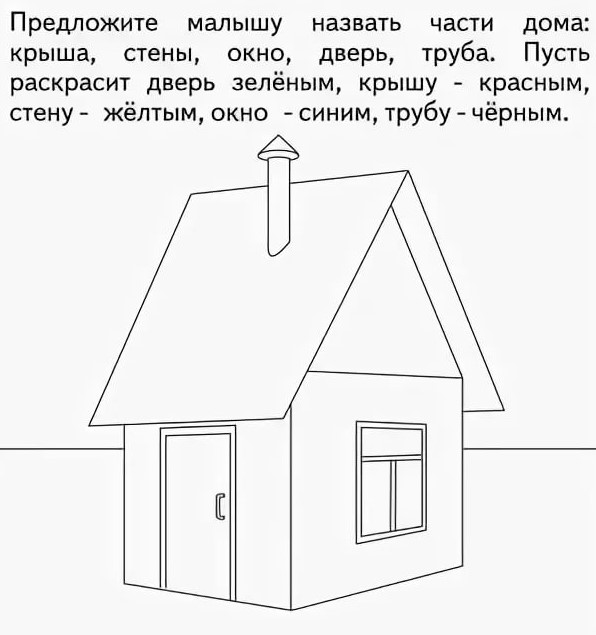 Предложите малышу назвать части дома:
крыша, стены, окно, дверь, труба. Пусть
раскрасит дверь зелёным, крышу - красным,
стену - жёлтым, окно - синим, трубу - чёрным.